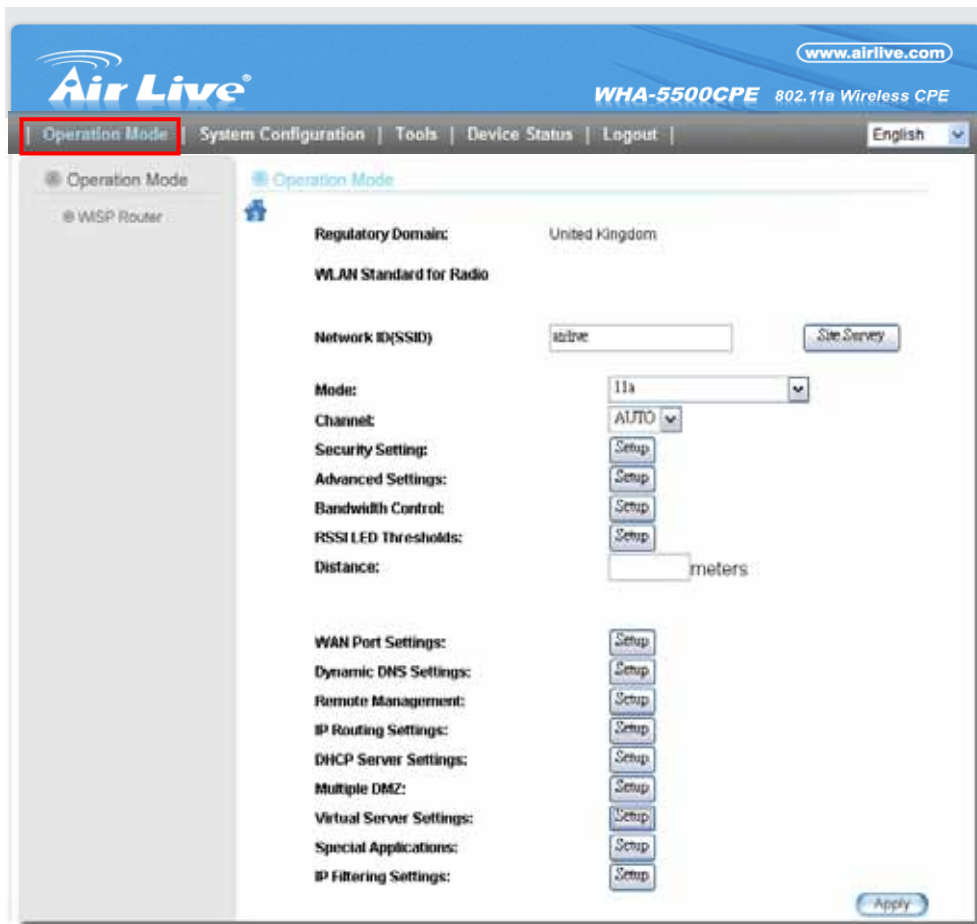 www.airlive.com
Air Live®
WHA-5500CPE 802.11a Wireless CPE
| Operation Mode | System Configuration | Tools | Device Status | Logout | English
Operation Mode
WISP Router
Operation Mode
Regulatory Domain: United Kingdom
WLAN Standard for Radio
Network ID(SSID) airlive Site Survey
Mode: 11a
Channel: AUTO
Security Setting: Setup
Advanced Settings: Setup
Bandwidth Control: Setup
RSSI LED Thresholds: Setup
Distance: meters
WAN Port Settings: Setup
Dynamic DNS Settings: Setup
Remote Management: Setup
IP Routing Settings: Setup
DHCP Server Settings: Setup
Multiple DMZ: Setup
Virtual Server Settings: Setup
Special Applications: Setup
IP Filtering Settings: Setup
Apply